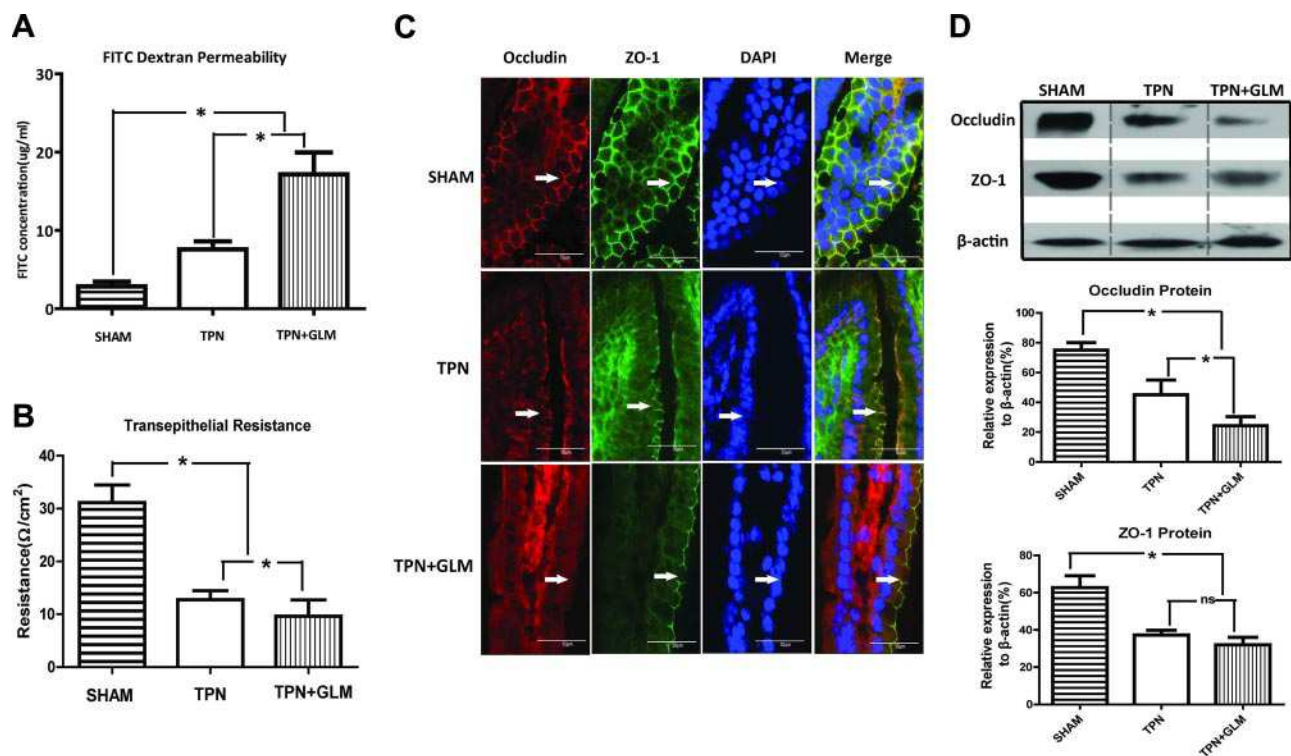 A
FITC Dextran Permeability
FITC concentration(ug/ml)
30
20
10
0
SHAM
TPN
TPN+GLM
*
*
B
Transepithelial Resistance
Resistance(Ω/cm²)
40
30
20
10
0
SHAM
TPN
TPN+GLM
*
*
C
Occludin ZO-1 DAPI Merge
SHAM
TPN
TPN+GLM
D
SHAM TPN TPN+GLM
Occludin
ZO-1
β-actin
Occludin Protein
Relative expression
to β-actin(%)
100
80
60
40
20
0
SHAM
TPN
TPN+GLM
*
*
ZO-1 Protein
Relative expression
to β-actin(%)
80
60
40
20
0
SHAM
TPN
TPN+GLM
*
ns